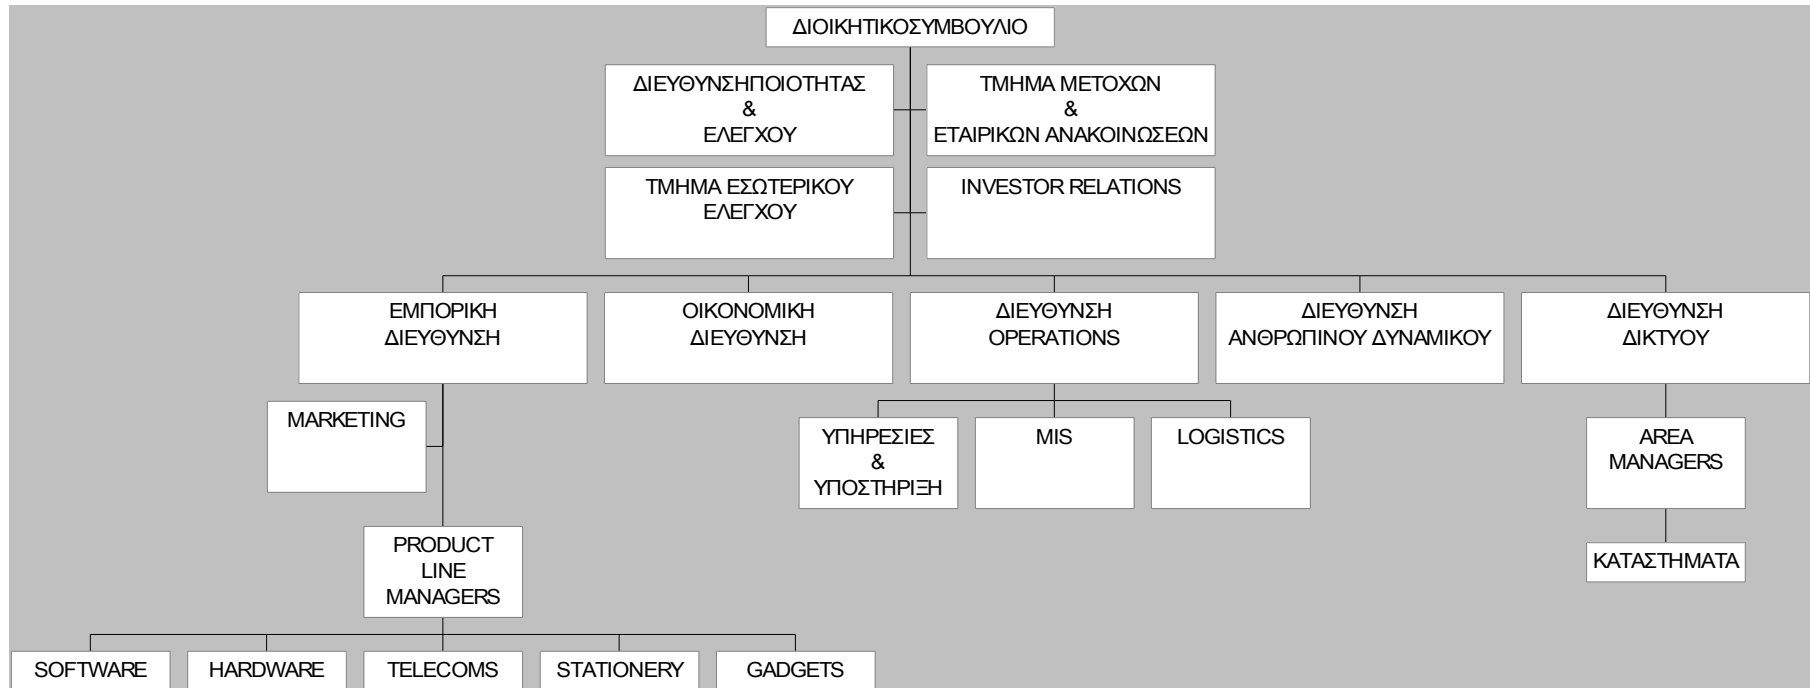 ΔΙΟΙΚΗΤΙΚΟΣΥΜΒΟΥΛΙΟ
ΔΙΕΥΘΥΝΣΗΠΟΙΟΤΗΤΑΣ
&
ΕΛΕΓΧΟΥ
ΤΜΗΜΑ ΜΕΤΟΧΩΝ
&
ΕΤΑΙΡΙΚΩΝ ΑΝΑΚΟΙΝΩΣΕΩΝ
ΤΜΗΜΑ ΕΣΩΤΕΡΙΚΟΥ
ΕΛΕΓΧΟΥ
INVESTOR RELATIONS
ΕΜΠΟΡΙΚΗ
ΔΙΕΥΘΥΝΣΗ
ΟΙΚΟΝΟΜΙΚΗ
ΔΙΕΥΘΥΝΣΗ
ΔΙΕΥΘΥΝΣΗ
OPERATIONS
ΔΙΕΥΘΥΝΣΗ
ΑΝΘΡΩΠΙΝΟΥ ΔΥΝΑΜΙΚΟΥ
ΔΙΕΥΘΥΝΣΗ
ΔΙΚΤΥΟΥ
MARKETING
ΥΠΗΡΕΣΙΕΣ
&
ΥΠΟΣΤΗΡΙΞΗ
MIS
LOGISTICS
AREA
MANAGERS
PRODUCT
LINE
MANAGERS
ΚΑΤΑΣΤΗΜΑΤΑ
SOFTWARE
HARDWARE
TELECOMS
STATIONERY
GADGETS